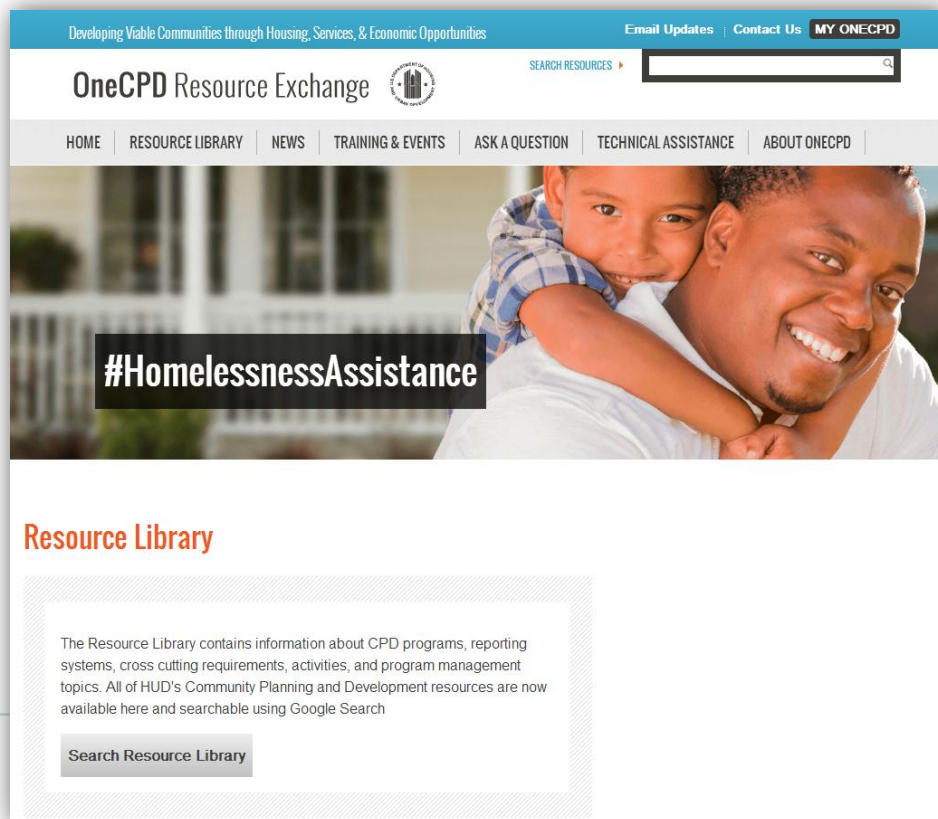 Developing Viable Communities through Housing, Services, & Economic Opportunities
Email Updates | Contact Us MY ONECPD
OneCPD Resource Exchange
SEARCH RESOURCES
HOME RESOURCE LIBRARY NEWS TRAINING & EVENTS ASK A QUESTION TECHNICAL ASSISTANCE ABOUT ONECPD
#HomelessnessAssistance
Resource Library
The Resource Library contains information about CPD programs, reporting
systems, cross cutting requirements, activities, and program management
topics. All of HUD's Community Planning and Development resources are now
available here and searchable using Google Search
Search Resource Library